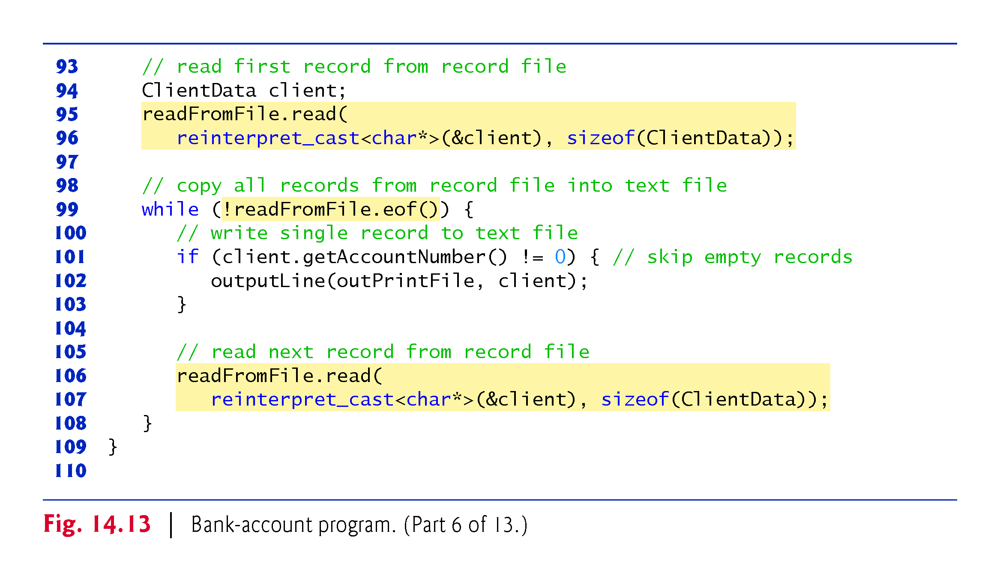 93 // read first record from record file
94 ClientData client;
95 readFromFile.read(
96 reinterpret_cast<char*>(&client), sizeof(ClientData));
97
98 // copy all records from record file into text file
99 while (!readFromFile.eof()) {
100 // write single record to text file
101 if (client.getAccountNumber() != 0) { // skip empty records
102 outputLine(outPrintFile, client);
103 }
104
105 // read next record from record file
106 readFromFile.read(
107 reinterpret_cast<char*>(&client), sizeof(ClientData));
108 }
109 }
110
Fig. 14.13 | Bank-account program. (Part 6 of 13.)